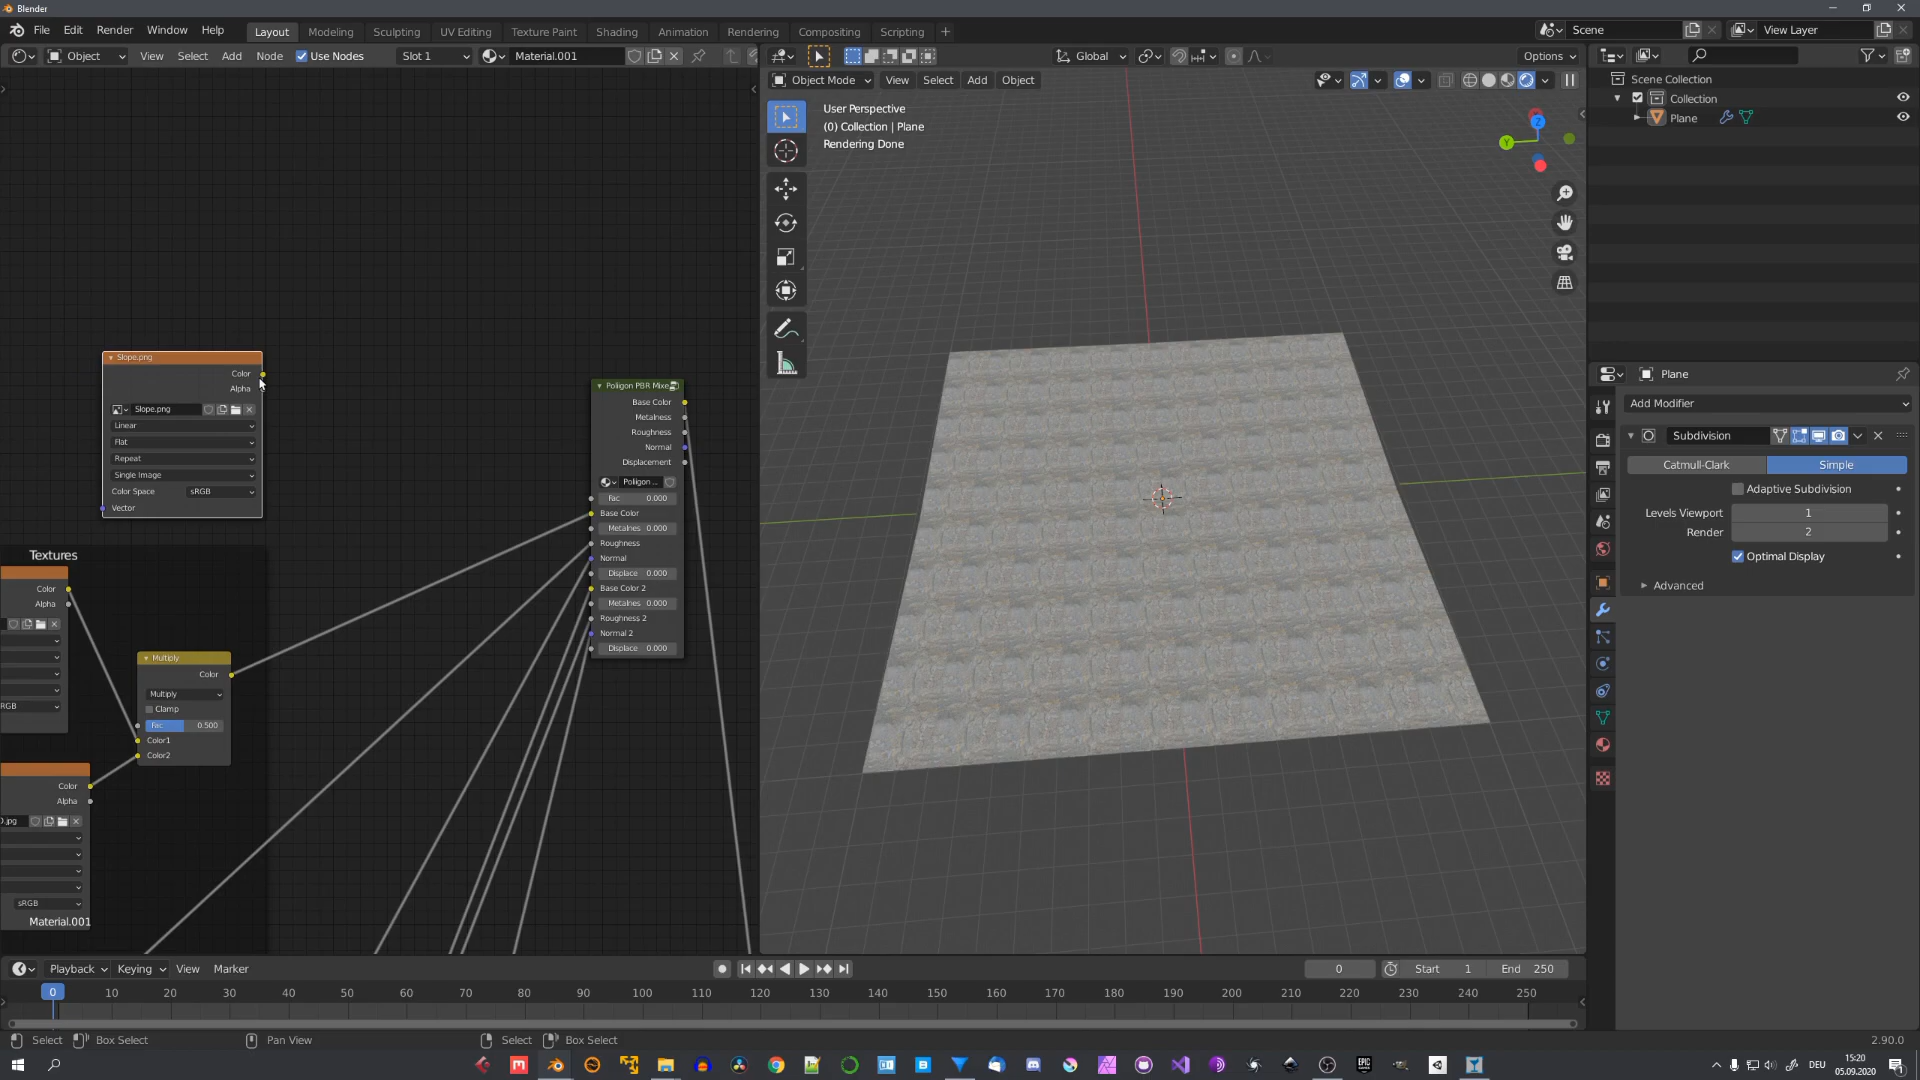 Blender
File Edit Render Window Help
Layout Modeling Sculpting UV Editing Texture Paint Shading Animation Rendering Compositing Scripting
Scene
View Layer
Object View Select Add Node Use Nodes Slot 1 Material.001
Global
Options
Object Mode View Select Add Object
User Perspective
(0) Collection | Plane
Rendering Done
Z
Y
Scene Collection
Collection
Plane
Plane
Add Modifier
Subdivision
Catmull-Clark Simple
Adaptive Subdivision
Levels Viewport 1
Render 2
Optimal Display
Advanced
Slope.png
Color
Alpha
Slope.png
Linear
Flat
Repeat
Single Image
Color Space sRGB
Vector
Textures
Color
Alpha
RGB
Multiply
Color
Multiply
Clamp
Fac 0.500
Color1
Color2
Color
Alpha
O.jpg
sRGB
Material.001
Poligon PBR Mixe
Base Color
Metalness
Roughness
Normal
Displacement
Poligon ...
Fac 0.000
Base Color
Metalnes 0.000
Roughness
Normal
Displace 0.000
Base Color 2
Metalnes 0.000
Roughness 2
Normal 2
Displace 0.000
Playback Keying View Marker
0 Start 1 End 250
0 10 20 30 40 50 60 70 80 90 100 110 120 130 140 150 160 170 180 190 200 210 220 230 240 250
Select Box Select Pan View Select Box Select
2.90.0
DEU
15:20
05.09.2020